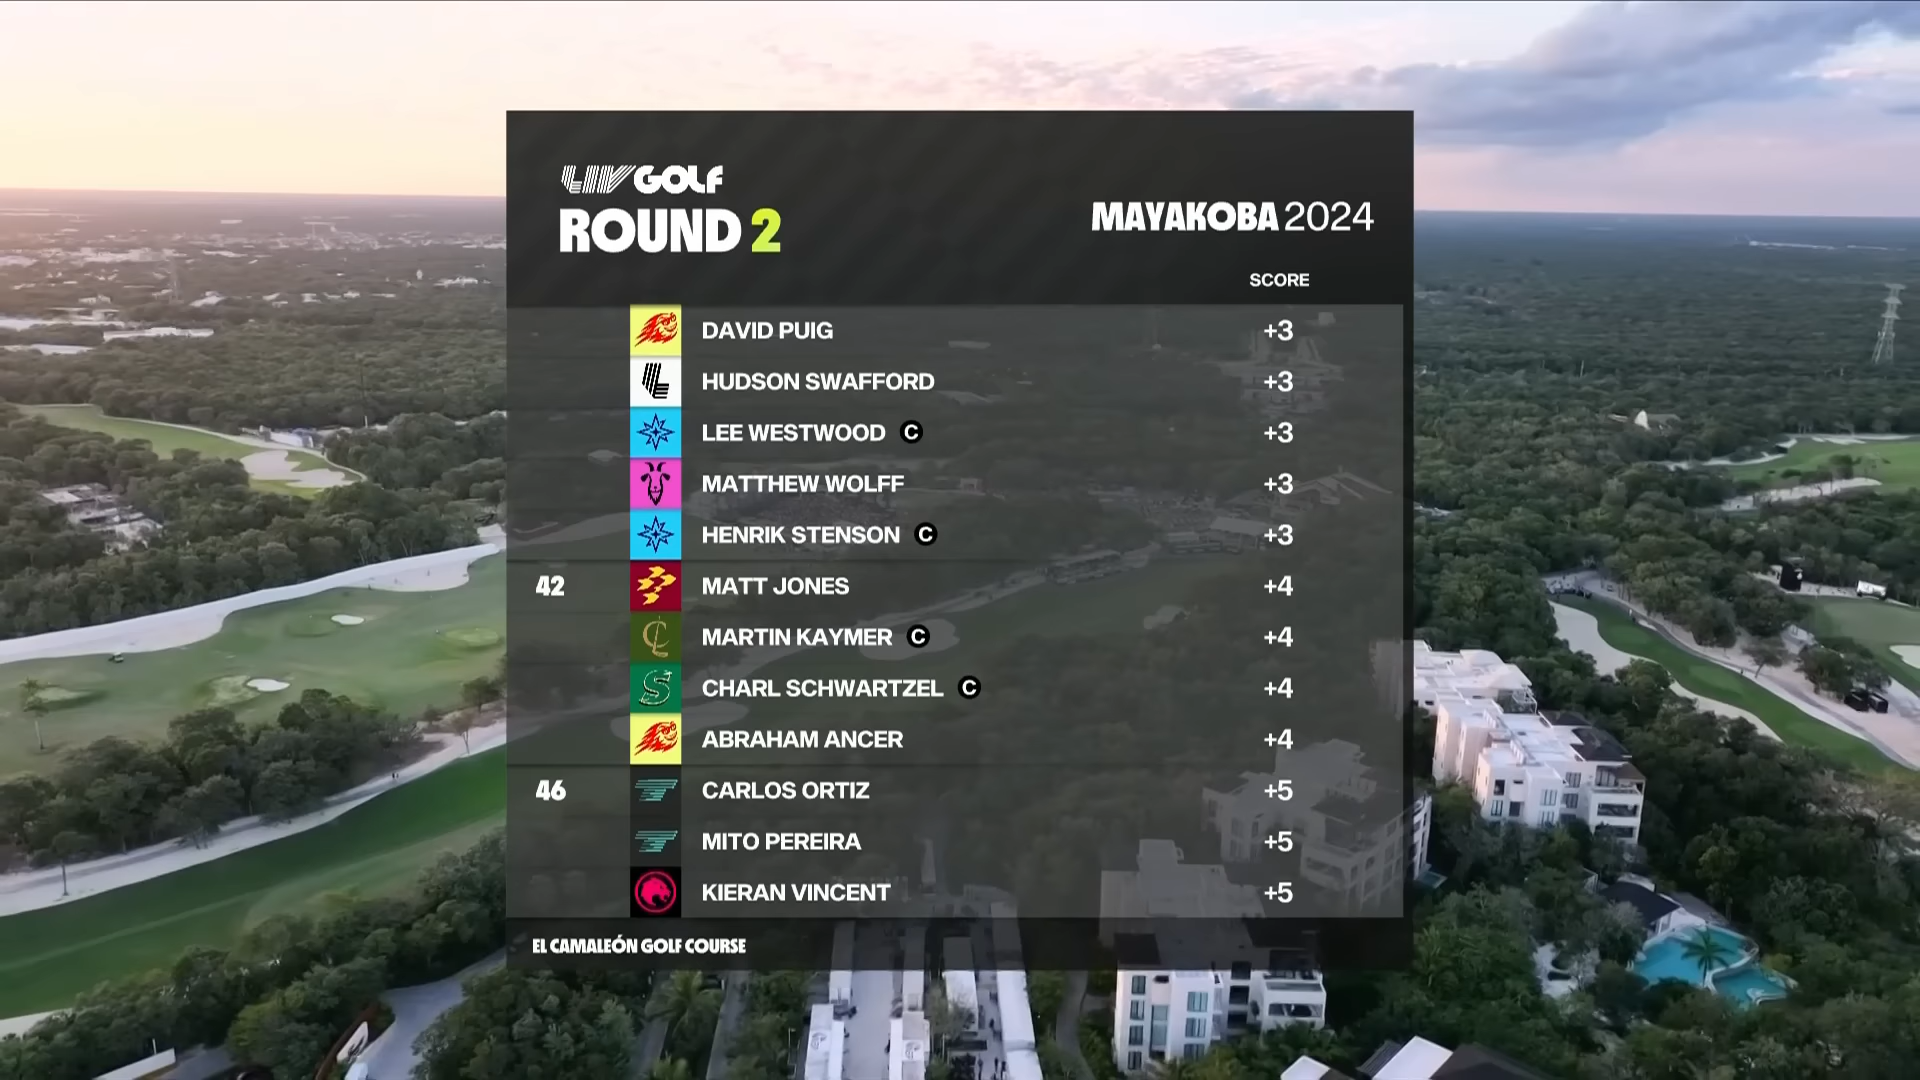 LIV GOLF
ROUND 2
MAYAKOBA 2024
SCORE
DAVID PUIG +3
HUDSON SWAFFORD +3
LEE WESTWOOD C +3
MATTHEW WOLFF +3
HENRIK STENSON C +3
42 MATT JONES +4
MARTIN KAYMER C +4
CHARL SCHWARTZEL C +4
ABRAHAM ANCER +4
46 CARLOS ORTIZ +5
MITO PEREIRA +5
KIERAN VINCENT +5
EL CAMALEÓN GOLF COURSE